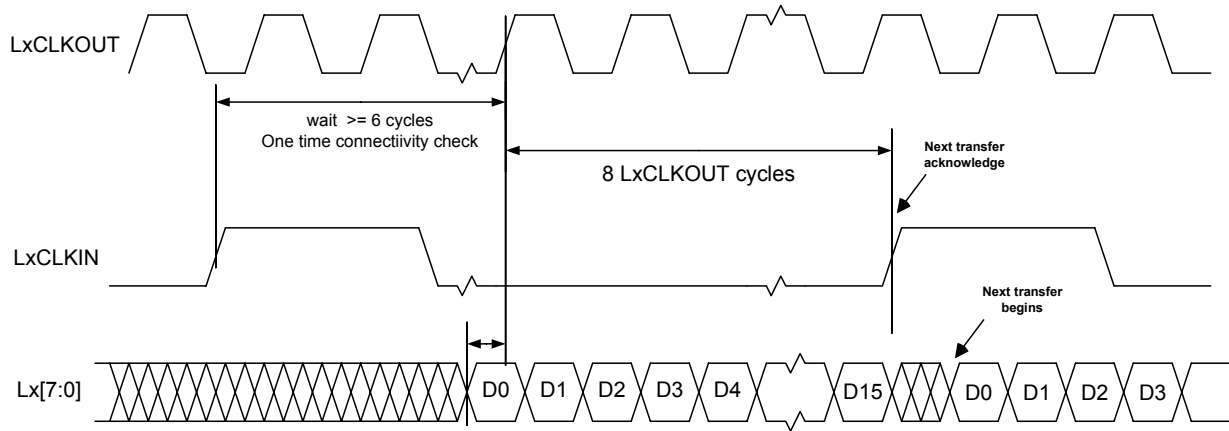 LxCLKOUT
wait >= 6 cycles
One time connectiivity check
8 LxCLKOUT cycles
Next transfer
acknowledge
LxCLKIN
Next transfer
begins
Lx[7:0]
D0
D1
D2
D3
D4
D15
D0
D1
D2
D3